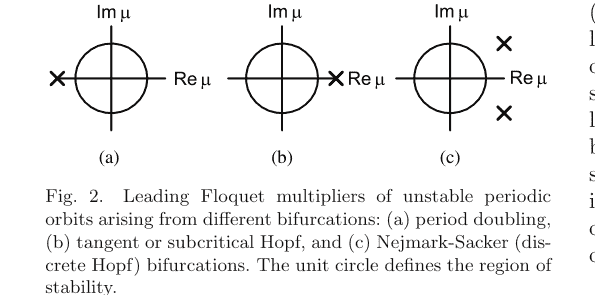 Im μ Im μ Im μ
Re μ Re μ Re μ
(a) (b) (c)
Fig. 2. Leading Floquet multipliers of unstable periodic
orbits arising from different bifurcations: (a) period doubling,
(b) tangent or subcritical Hopf, and (c) Nejmark-Sacker (dis-
crete Hopf) bifurcations. The unit circle defines the region of
stability.